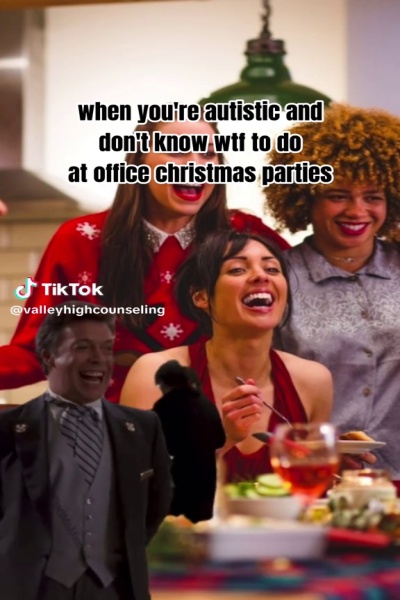 when you're autistic and
don't know wtf to do
at office christmas parties
TikTok
@valleyhighcounseling